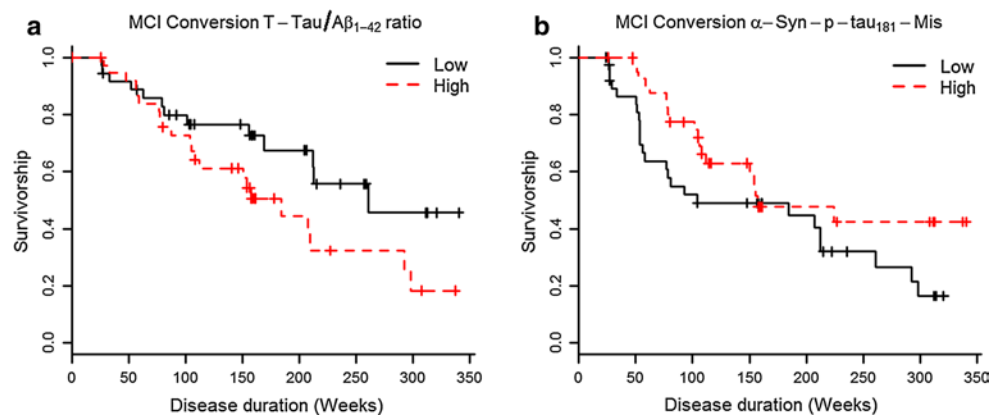 a
MCI Conversion T – Tau/Aβ1–42 ratio
Low
High
Survivorship
1.0
0.8
0.6
0.4
0.2
0.0
0 50 100 150 200 250 300 350
Disease duration (Weeks)
b
MCI Conversion α– Syn – p – tau181 – Mis
Low
High
Survivorship
1.0
0.8
0.6
0.4
0.2
0.0
0 50 100 150 200 250 300 350
Disease duration (Weeks)